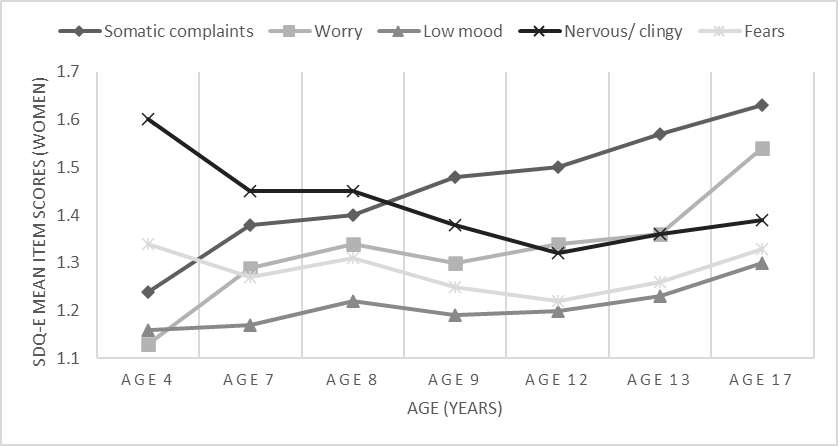 Somatic complaints Worry Low mood Nervous/ clingy Fears
1.7
1.6
1.5
1.4
1.3
1.2
1.1
SDQ-E MEAN ITEM SCORES (WOMEN)
AGE 4 AGE 7 AGE 8 AGE 9 AGE 12 AGE 13 AGE 17
AGE (YEARS)